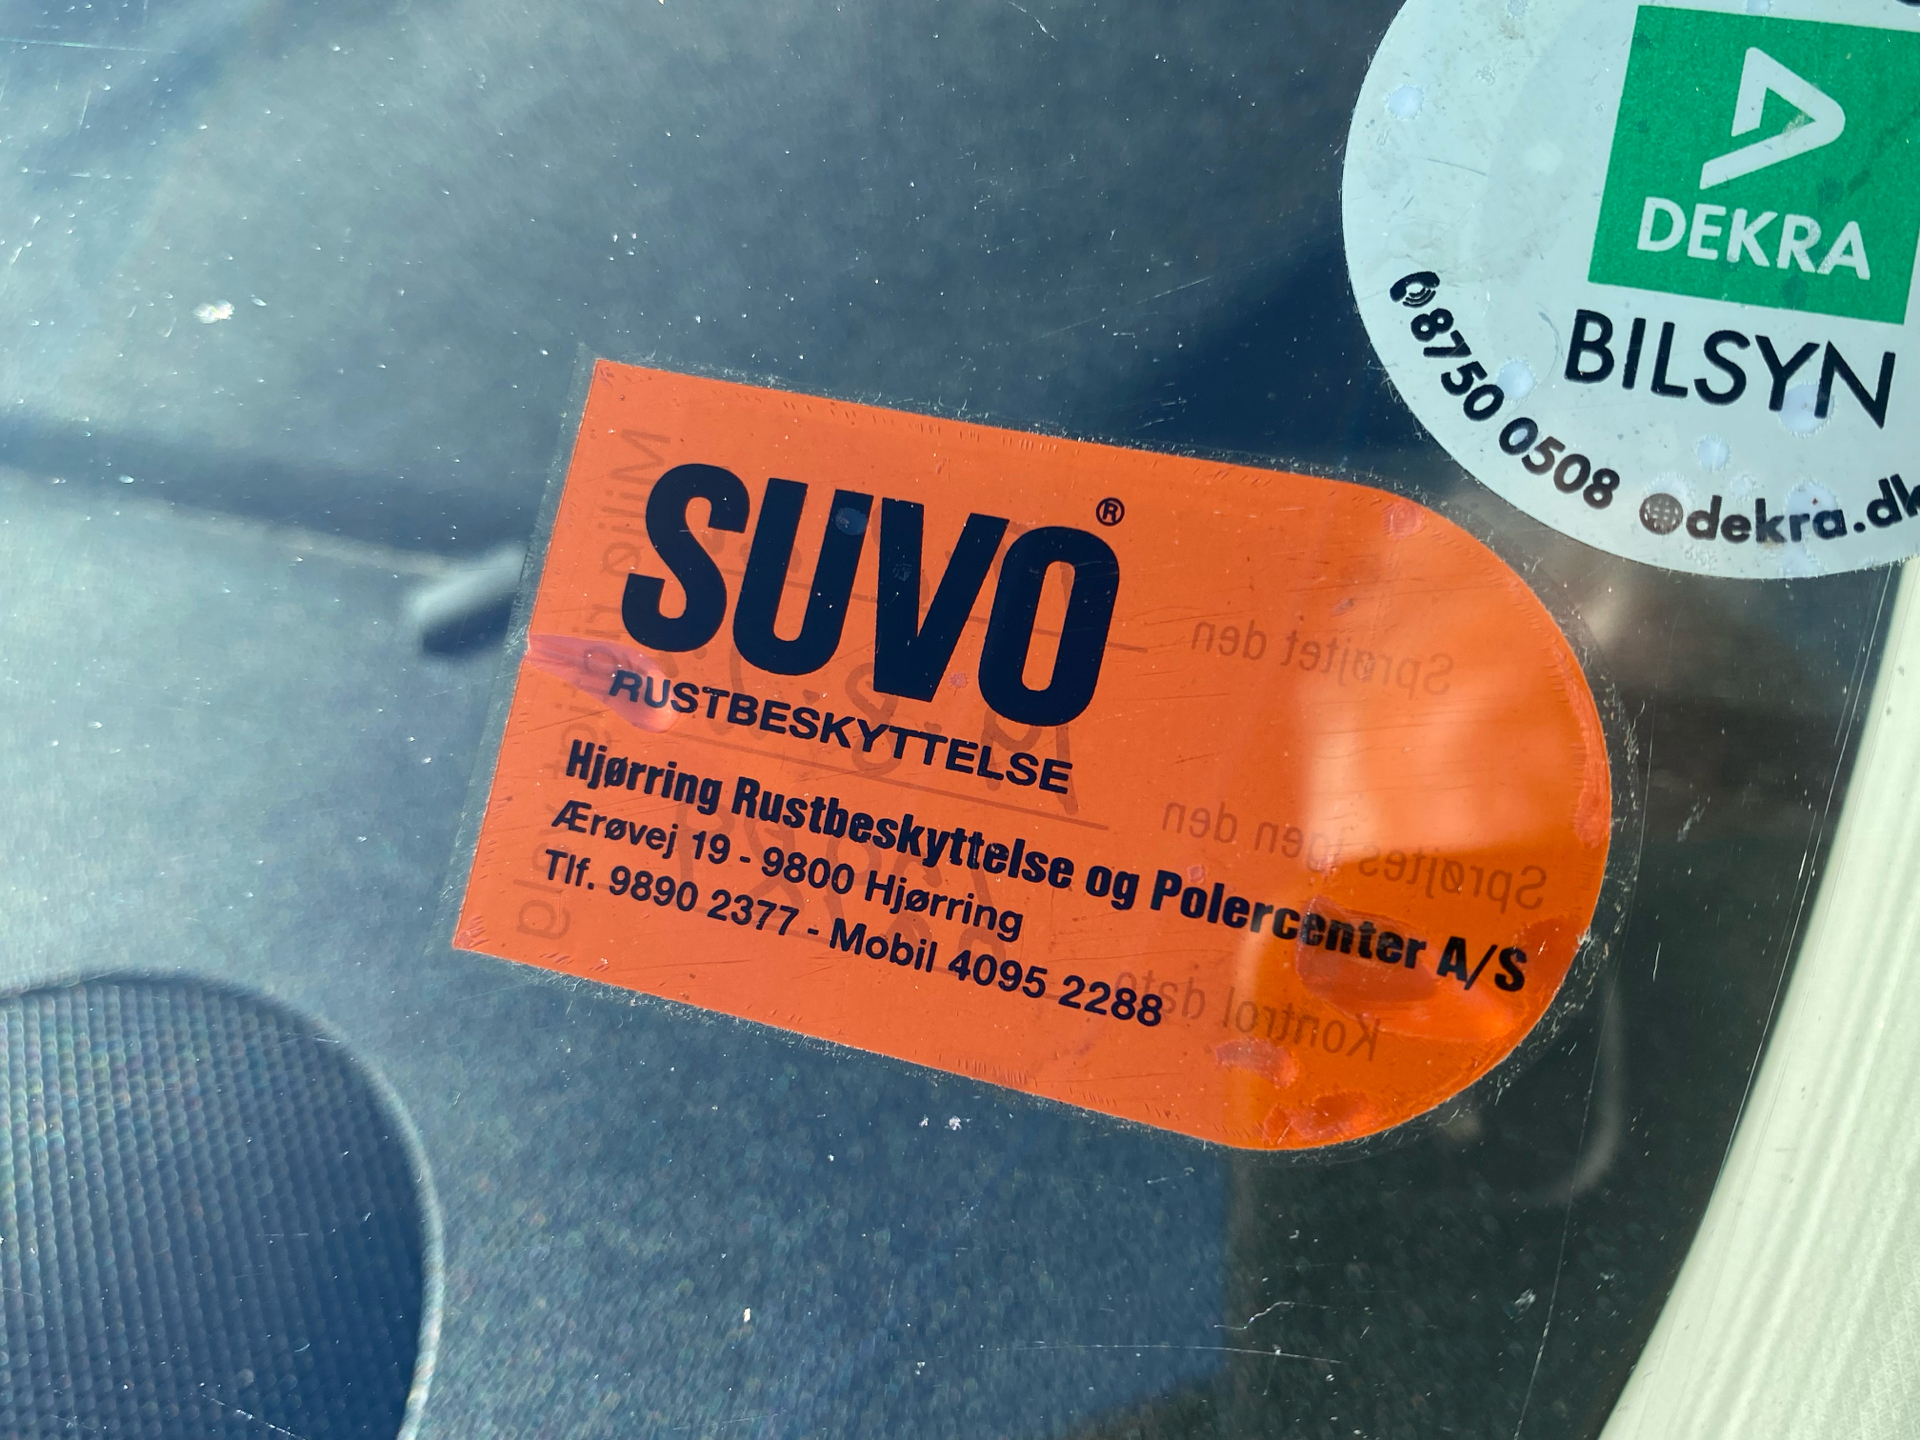 DEKRA
BILSYN
8750 0508 dekra.dk
SUVO®
RUSTBESKYTTELSE
Hjørring Rustbeskyttelse og Polercenter A/S
Ærøvej 19 - 9800 Hjørring
Tlf. 9890 2377 - Mobil 4095 2288
Sprøjtet den
Sprøjtes igen den
Kontrol dato